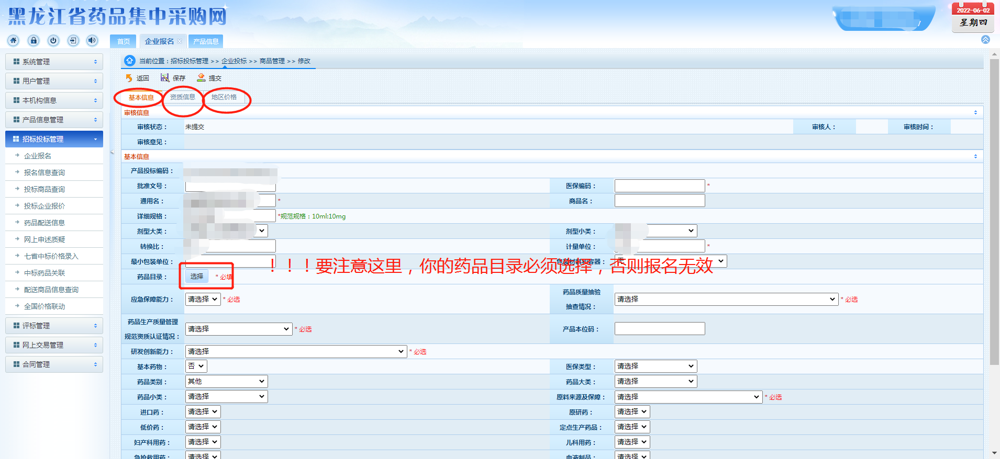 黑龙江省药品集中采购网
2022-06-02
星期四
首页 企业报名 产品信息
系统管理
用户管理
本机构信息
产品信息管理
招标投标管理
企业报名
报名信息查询
投标商品查询
投标企业报价
药品配送信息
网上申述质疑
七省中标价格录入
中标药品关联
配送商品信息查询
全国价格联动
评标管理
网上交易管理
合同管理
当前位置：招标投标管理 >> 企业投标 >> 商品管理 >> 修改
返回 保存 提交
基本信息 资质信息 地区价格
审核信息
审核状态： 未提交 审核人： 审核时间：
审核意见：
基本信息
产品投标编码：
批准文号： 医保编码： *
通用名： * 商品名：
详细规格： *规范规格：10ml:10mg
剂型大类： 剂型小类：
转换比： 计量单位： *
最小包装单位： 包装材料和容器： 无
！！！要注意这里，你的药品目录必须选择，否则报名无效
药品目录： 选择 * 必填
应急保障能力： 请选择 * 必选 药品质量抽验
抽查情况： 请选择 * 必选
药品生产质量管理
规范资质认证情况： 请选择 * 必选 产品本位码：
研发创新能力： 请选择 * 必选
基本药物： 否 医保类型： 请选择
药品类别： 其他 药品大类： 请选择
药品小类： 请选择 原料来源及保障： 请选择 * 必选
进口药： 请选择 原研药： 请选择
低价药： 请选择 定点生产药品： 请选择
妇产科用药： 请选择 儿科用药： 请选择
急抢救用药： 请选择 血液制品： 请选择